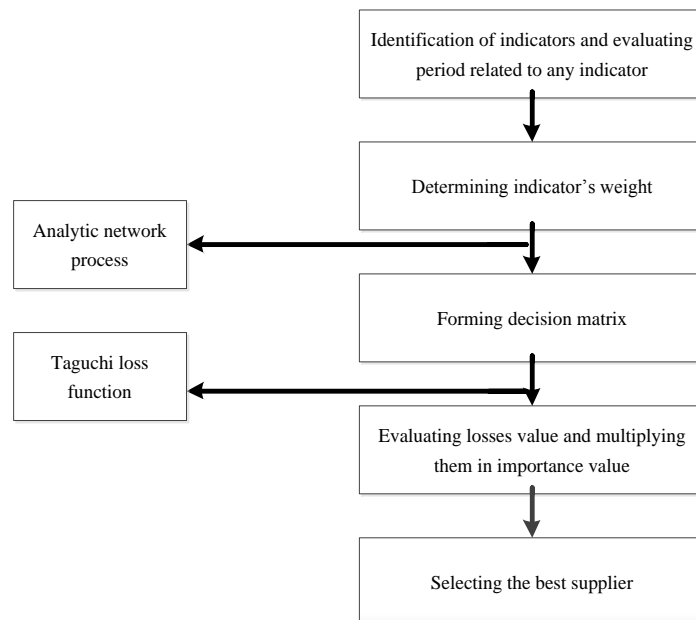 Identification of indicators and evaluating
period related to any indicator
Determining indicator’s weight
Analytic network
process
Forming decision matrix
Taguchi loss
function
Evaluating losses value and multiplying
them in importance value
Selecting the best supplier